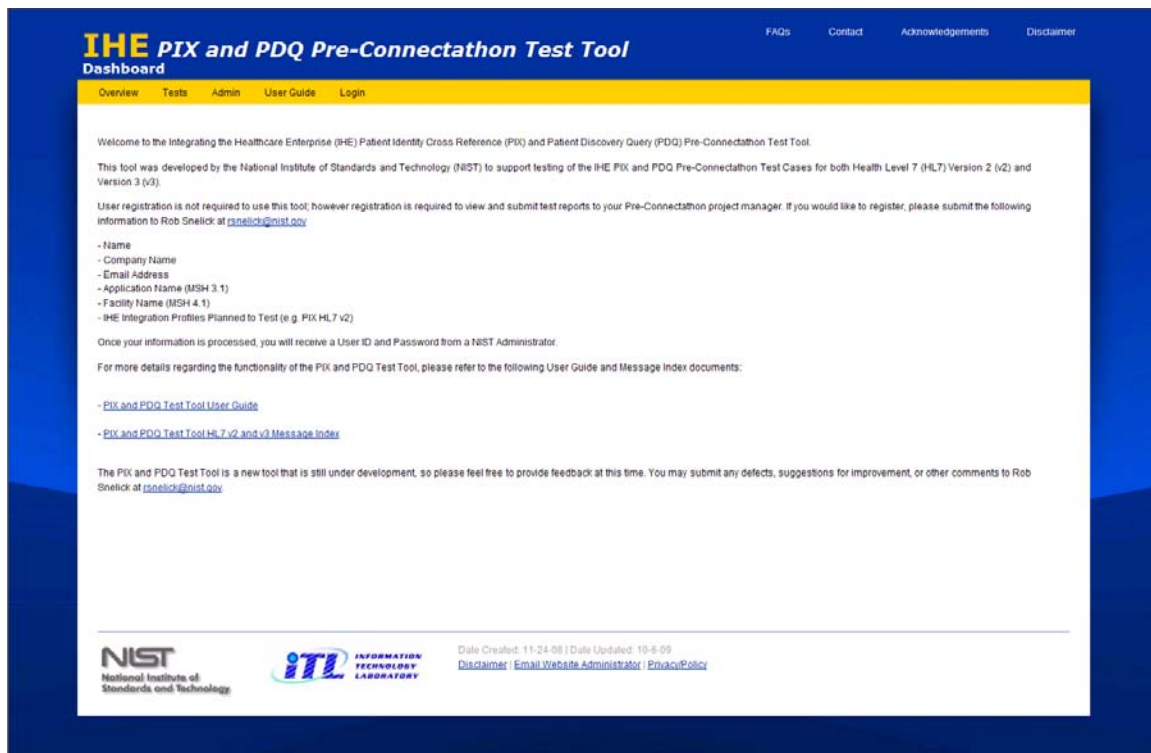 FAQs Contact Acknowledgements Disclaimer
IHE PIX and PDQ Pre-Connectathon Test Tool
Dashboard
Overview Tests Admin User Guide Login
Welcome to the Integrating the Healthcare Enterprise (IHE) Patient Identity Cross Reference (PIX) and Patient Discovery Query (PDQ) Pre-Connectathon Test Tool.
This tool was developed by the National Institute of Standards and Technology (NIST) to support testing of the IHE PIX and PDQ Pre-Connectathon Test Cases for both Health Level 7 (HL7) Version 2 (v2) and
Version 3 (v3).
User registration is not required to use this tool; however registration is required to view and submit test reports to your Pre-Connectathon project manager. If you would like to register, please submit the following
information to Rob Snelick at rsnelick@nist.gov
- Name
- Company Name
- Email Address
- Application Name (MSH 3.1)
- Facility Name (MSH 4.1)
- IHE Integration Profiles Planned to Test (e.g. PIX HL7 v2)
Once your information is processed, you will receive a User ID and Password from a NIST Administrator.
For more details regarding the functionality of the PIX and PDQ Test Tool, please refer to the following User Guide and Message Index documents:
- PIX and PDQ Test Tool User Guide
- PIX and PDQ Test Tool HL7 v2 and v3 Message Index
The PIX and PDQ Test Tool is a new tool that is still under development, so please feel free to provide feedback at this time. You may submit any defects, suggestions for improvement, or other comments to Rob
Snelick at rsnelick@nist.gov.
NIST
National Institute of
Standards and Technology
ITL INFORMATION
TECHNOLOGY
LABORATORY
Date Created: 11-24-08 | Date Updated: 10-6-09
Disclaimer | Email Website Administrator | Privacy/Policy